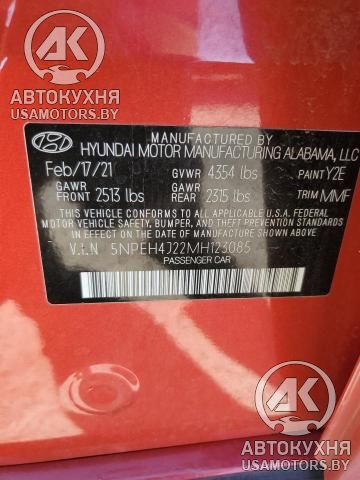 АК
АВТОКУХНЯ
USAMOTORS.BY
MANUFACTURED BY
HYUNDAI MOTOR MANUFACTURING ALABAMA, LLC
Feb/17/21 GVWR 4354 lbs PAINT Y2E
GAWR FRONT 2513 lbs GAWR REAR 2315 lbs TRIM MMF
THIS VEHICLE CONFORMS TO ALL APPLICABLE FEDERAL
MOTOR VEHICLE SAFETY, BUMPER, AND THEFT PREVENTION
STANDARDS IN EFFECT ON THE DATE OF MANUFACTURE SHOWN ABOVE.
V.I.N 5NPEH4J22MH123085
PASSENGER CAR
АК
АВТОКУХНЯ
USAMOTORS.BY